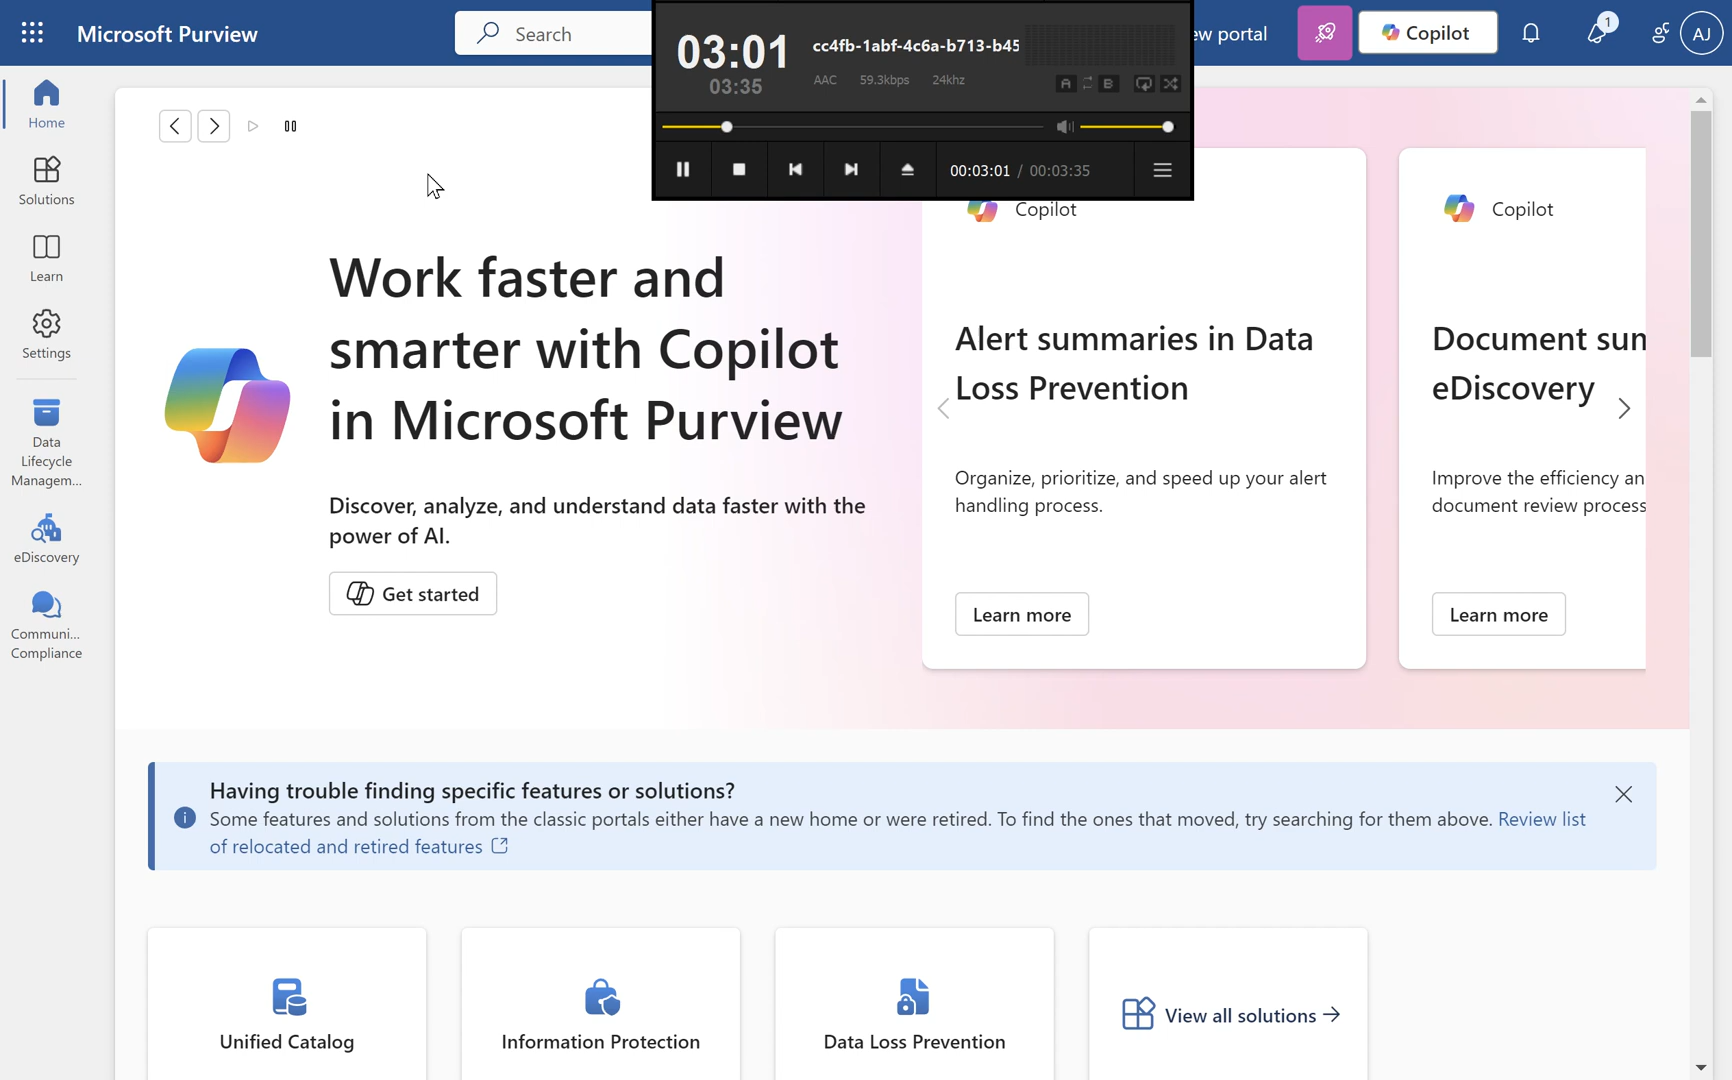 Microsoft Purview
Search
03:01
03:35
cc4fb-1abf-4c6a-b713-b45
AAC 59.3kbps 24khz
A B
00:03:01 / 00:03:35
ew portal
Copilot
1
AJ
Home
Solutions
Learn
Settings
Data
Lifecycle
Managem...
eDiscovery
Communi...
Compliance
Work faster and
smarter with Copilot
in Microsoft Purview
Discover, analyze, and understand data faster with the
power of AI.
Get started
Copilot
Alert summaries in Data
Loss Prevention
Organize, prioritize, and speed up your alert
handling process.
Learn more
Copilot
Document sum
eDiscovery
Improve the efficiency an
document review process
Learn more
Having trouble finding specific features or solutions?
Some features and solutions from the classic portals either have a new home or were retired. To find the ones that moved, try searching for them above. Review list
of relocated and retired features
Unified Catalog
Information Protection
Data Loss Prevention
View all solutions